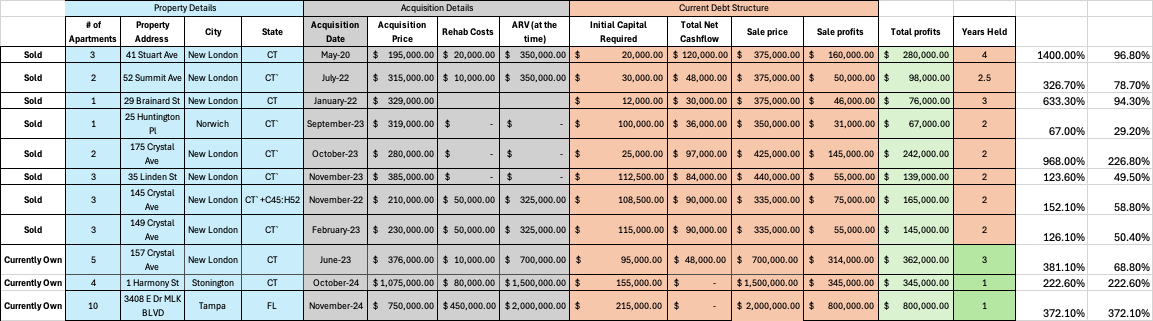 Property Details Acquisition Details Current Debt Structure
# of Apartments Property Address City State Acquisition Date Acquisition Price Rehab Costs ARV (at the time) Initial Capital Required Total Net Cashflow Sale price Sale profits Total profits Years Held
Sold 3 41 Stuart Ave New London CT May-20 $ 195,000.00 $ 20,000.00 $ 350,000.00 $ 20,000.00 $ 120,000.00 $ 375,000.00 $ 160,000.00 $ 280,000.00 4 1400.00% 96.80%
Sold 2 52 Summit Ave New London CT` July-22 $ 315,000.00 $ 10,000.00 $ 350,000.00 $ 30,000.00 $ 48,000.00 $ 375,000.00 $ 50,000.00 $ 98,000.00 2.5 326.70% 78.70%
Sold 1 29 Brainard St New London CT January-22 $ 329,000.00 $ 12,000.00 $ 30,000.00 $ 375,000.00 $ 46,000.00 $ 76,000.00 3 633.30% 94.30%
Sold 1 25 Huntington Pl Norwich CT` September-23 $ 319,000.00 $ - $ - $ 100,000.00 $ 36,000.00 $ 350,000.00 $ 31,000.00 $ 67,000.00 2 67.00% 29.20%
Sold 2 175 Crystal Ave New London CT` October-23 $ 280,000.00 $ - $ - $ 25,000.00 $ 97,000.00 $ 425,000.00 $ 145,000.00 $ 242,000.00 2 968.00% 226.80%
Sold 3 35 Linden St New London CT` November-23 $ 385,000.00 $ - $ - $ 112,500.00 $ 84,000.00 $ 440,000.00 $ 55,000.00 $ 139,000.00 2 123.60% 49.50%
Sold 3 145 Crystal Ave New London CT`+C45:H52 November-22 $ 210,000.00 $ 50,000.00 $ 325,000.00 $ 108,500.00 $ 90,000.00 $ 335,000.00 $ 75,000.00 $ 165,000.00 2 152.10% 58.80%
Sold 3 149 Crystal Ave New London CT` February-23 $ 230,000.00 $ 50,000.00 $ 325,000.00 $ 115,000.00 $ 90,000.00 $ 335,000.00 $ 55,000.00 $ 145,000.00 2 126.10% 50.40%
Currently Own 5 157 Crystal Ave New London CT June-23 $ 376,000.00 $ 10,000.00 $ 700,000.00 $ 95,000.00 $ 48,000.00 $ 700,000.00 $ 314,000.00 $ 362,000.00 3 381.10% 68.80%
Currently Own 4 1 Harmony St Stonington CT October-24 $ 1,075,000.00 $ 80,000.00 $ 1,500,000.00 $ 155,000.00 $ - $ 1,500,000.00 $ 345,000.00 $ 345,000.00 1 222.60% 222.60%
Currently Own 10 3408 E Dr MLK BLVD Tampa FL November-24 $ 750,000.00 $ 450,000.00 $ 2,000,000.00 $ 215,000.00 $ - $ 2,000,000.00 $ 800,000.00 $ 800,000.00 1 372.10% 372.10%